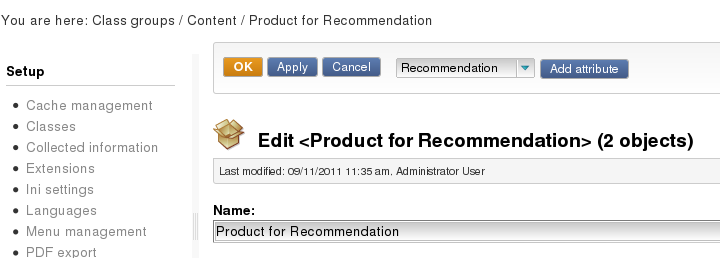 You are here: Class groups / Content / Product for Recommendation
OK Apply Cancel Recommendation Add attribute
Setup
Cache management
Classes
Collected information
Extensions
Ini settings
Languages
Menu management
PDF export
Edit <Product for Recommendation> (2 objects)
Last modified: 09/11/2011 11:35 am, Administrator User
Name:
Product for Recommendation